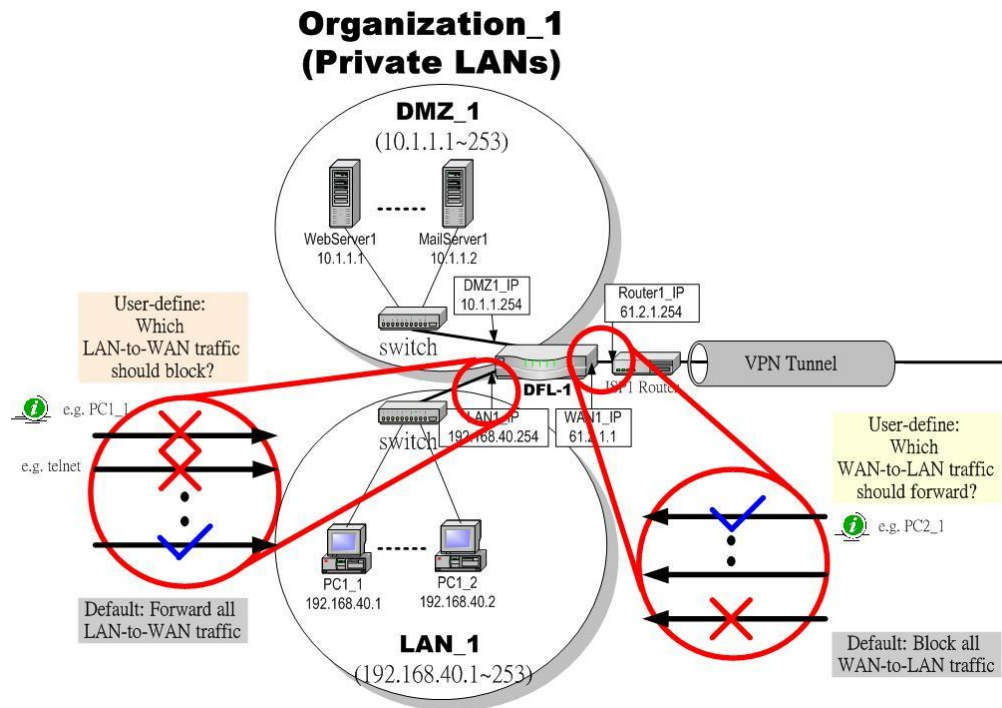 Organization_1
(Private LANs)
DMZ_1
(10.1.1.1~253)
WebServer1
10.1.1.1
MailServer1
10.1.1.2
DMZ1_IP
10.1.1.254
Router1_IP
61.2.1.254
User-define:
Which
LAN-to-WAN traffic
should block?
switch
DFL-1
ISP1 Router
VPN Tunnel
e.g. PC1_1
e.g. telnet
switch
LAN1_IP
192.168.40.254
WAN1_IP
61.2.1.1
User-define:
Which
WAN-to-LAN traffic
should forward?
e.g. PC2_1
PC1_1
192.168.40.1
PC1_2
192.168.40.2
Default: Forward all
LAN-to-WAN traffic
LAN_1
(192.168.40.1~253)
Default: Block all
WAN-to-LAN traffic